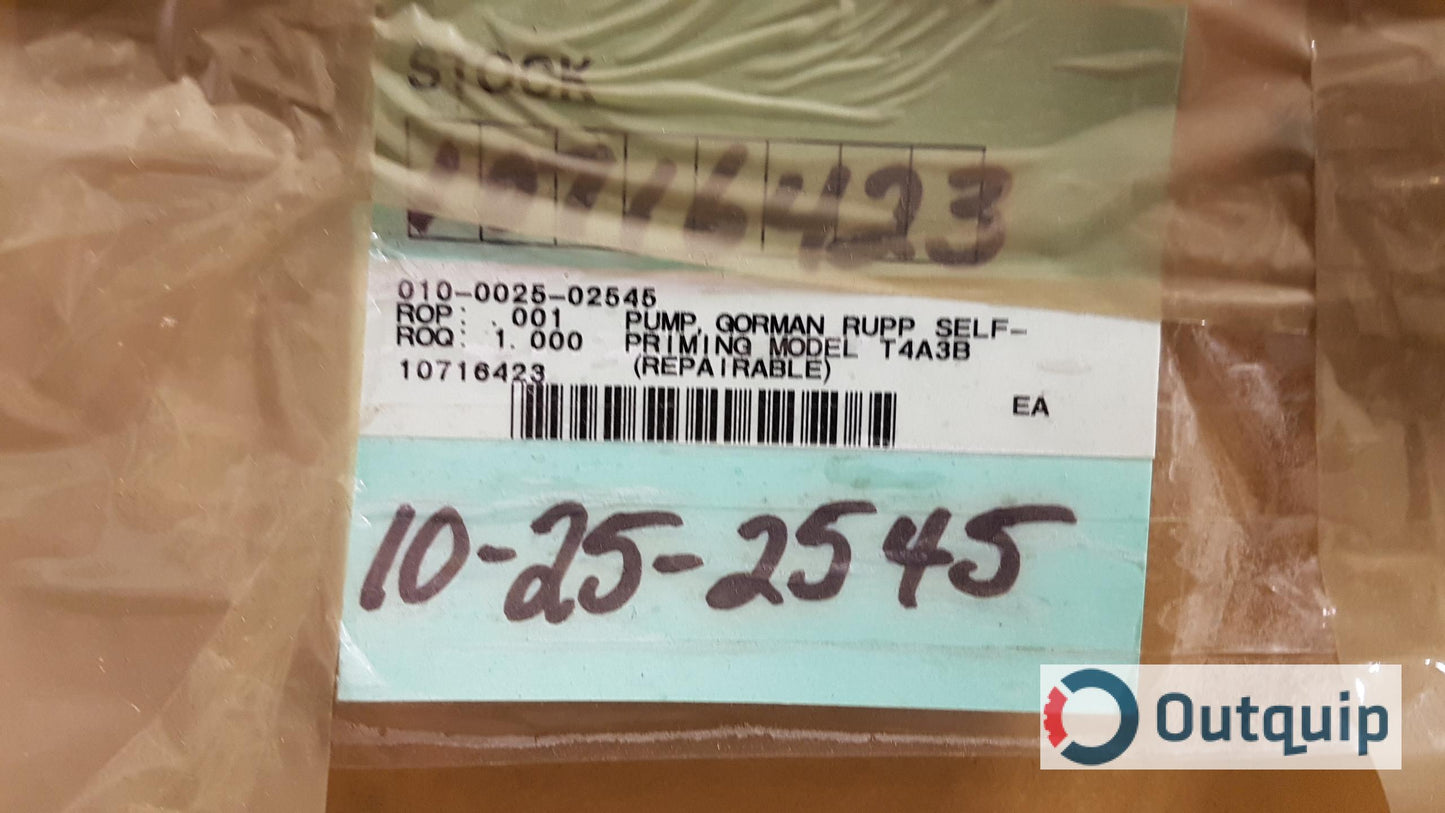 STOCK
10716423
010-0025-02545
ROP: .001 PUMP, GORMAN RUPP SELF-
ROQ: 1.000 PRIMING MODEL T4A3B
10716423 (REPAIRABLE)
EA
10-25-2545
Outquip